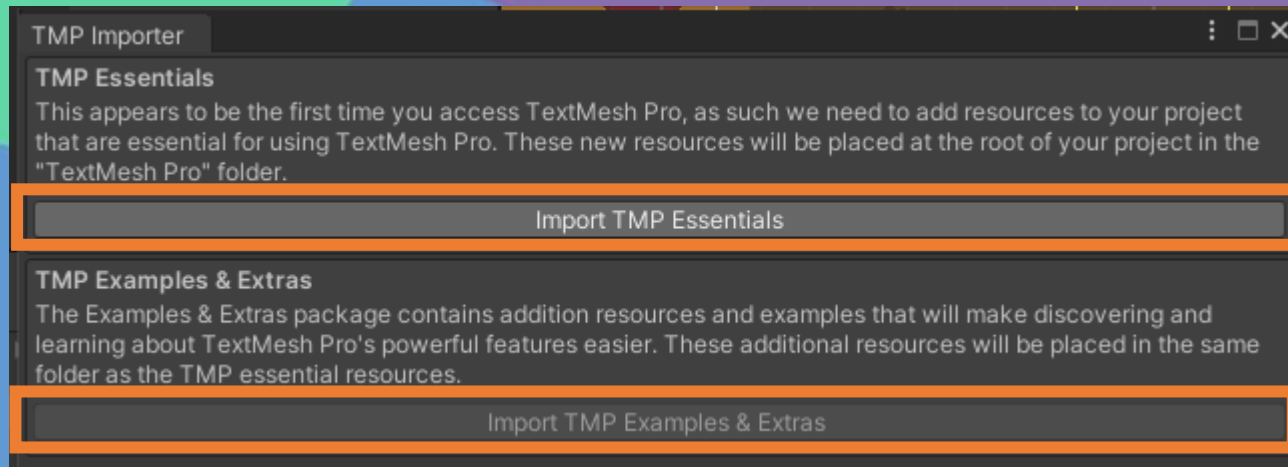 TMP Importer
TMP Essentials
This appears to be the first time you access TextMesh Pro, as such we need to add resources to your project
that are essential for using TextMesh Pro. These new resources will be placed at the root of your project in the
"TextMesh Pro" folder.
Import TMP Essentials
TMP Examples & Extras
The Examples & Extras package contains addition resources and examples that will make discovering and
learning about TextMesh Pro's powerful features easier. These additional resources will be placed in the same
folder as the TMP essential resources.
Import TMP Examples & Extras